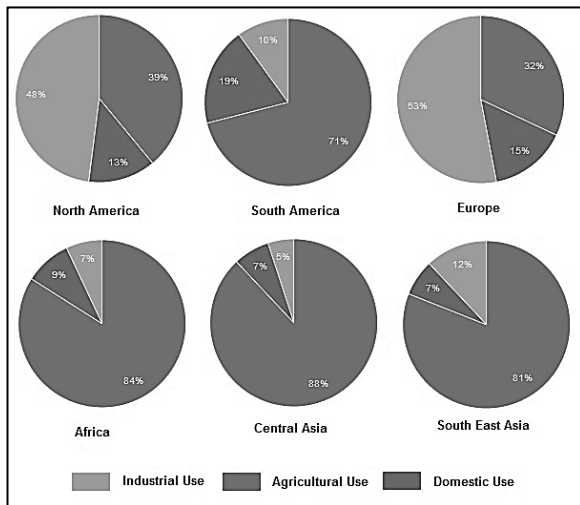 48%
39%
13%
North America
10%
19%
71%
South America
53%
32%
15%
Europe
7%
9%
84%
Africa
5%
7%
88%
Central Asia
12%
7%
81%
South East Asia
Industrial Use
Agricultural Use
Domestic Use